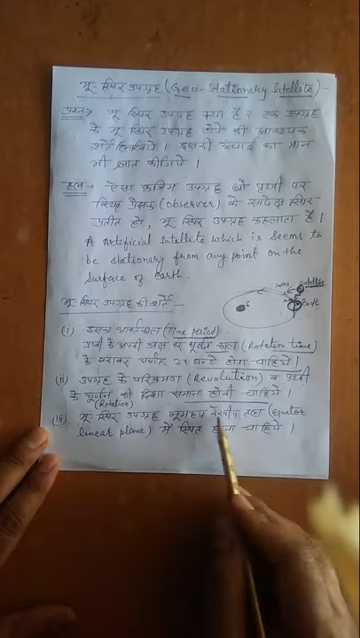 भू-स्थिर उपग्रह (Geo-Stationary Satellite) -
प्रश्न→ भू स्थिर उपग्रह क्या है? एक उपग्रह
के भू स्थिर उपग्रह होने की आवश्यक
शर्तें लिखिये। इसकी ऊंचाई का मान
भी ज्ञात कीजिये।
हल→ ऐसा कृत्रिम उपग्रह जो पृथ्वी पर
स्थित प्रेक्षक (observer) के सापेक्ष स्थिर
प्रतीत हो, भू स्थिर उपग्रह कहलाता है।
A artificial satellite which is seems to
be stationary from any point on the
surface of earth.
Satellite
Earth
भू-स्थिर उपग्रह की शर्तें -
(i) इसका आवर्तकाल (Time period)
पृथ्वी के अपनी अक्ष पर घूर्णन काल (Rotation time)
के बराबर अर्थात् 24 घन्टे होना चाहिये।
(ii) उपग्रह के परिक्रमण (Revolution) व पृथ्वी
के घूर्णन की दिशा समान होनी चाहिये।
(Rotation)
(iii) भू-स्थिर उपग्रह भूमध्य रेखीय तल (Equator
linear plane) में स्थित होना चाहिये।